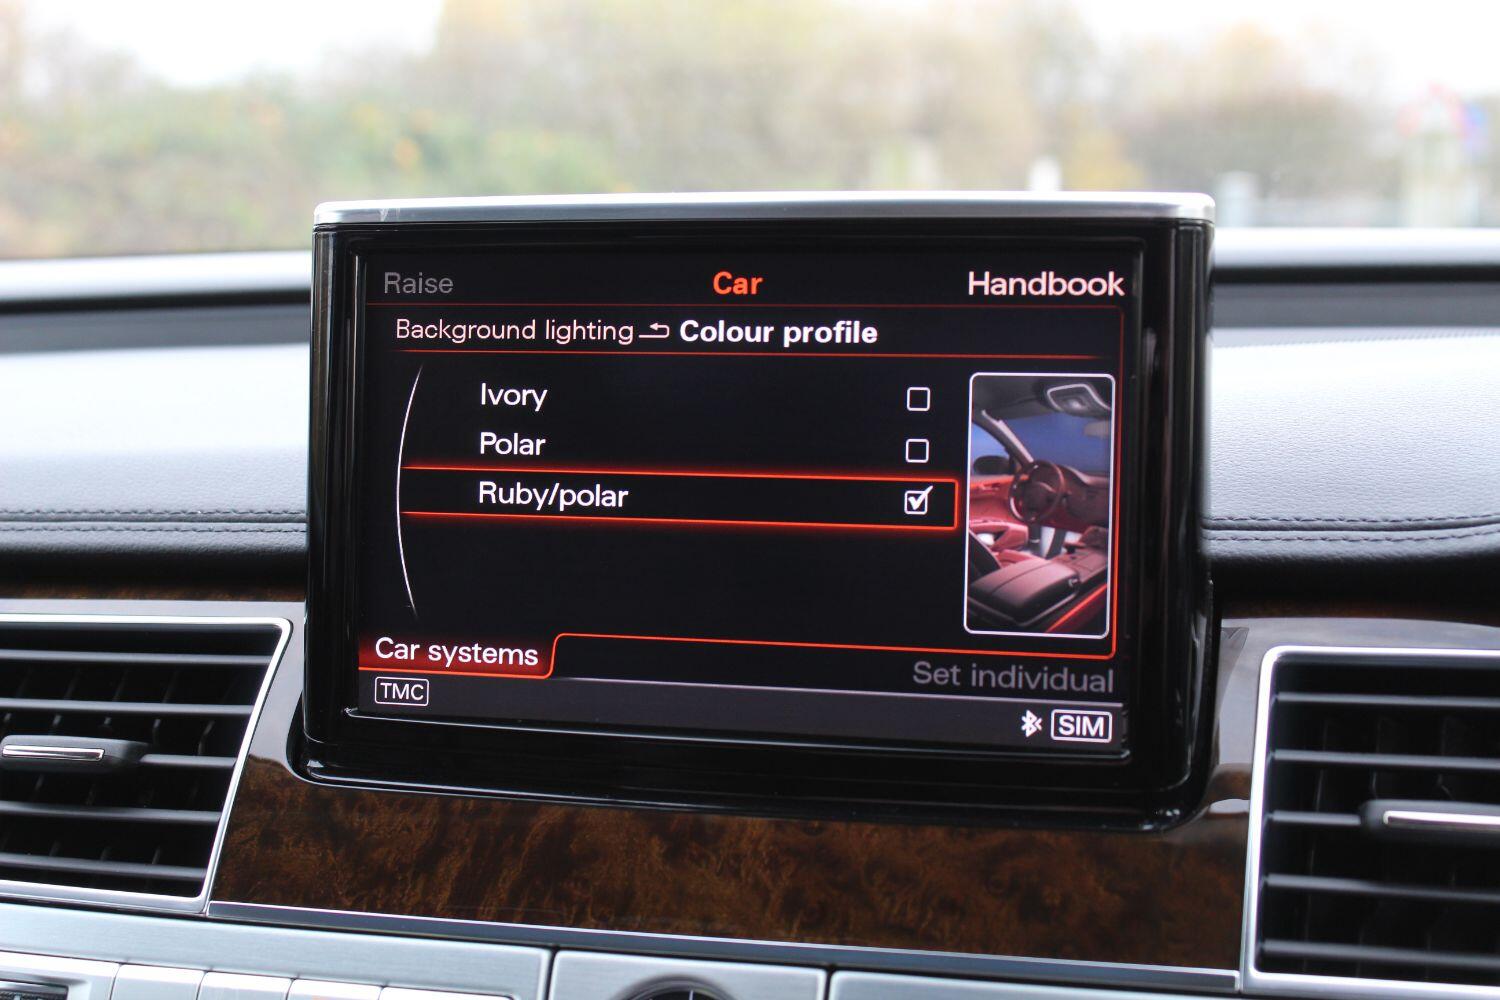 Raise Car Handbook
Background lighting Colour profile
Ivory
Polar
Ruby/polar
Car systems
Set individual
TMC
SIM